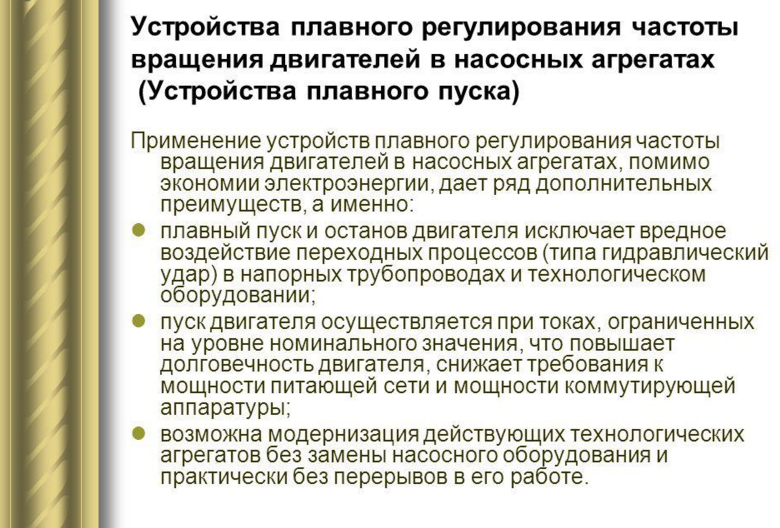 Устройства плавного регулирования частоты
вращения двигателей в насосных агрегатах
(Устройства плавного пуска)
Применение устройств плавного регулирования частоты
вращения двигателей в насосных агрегатах, помимо
экономии электроэнергии, дает ряд дополнительных
преимуществ, а именно:
плавный пуск и останов двигателя исключает вредное
воздействие переходных процессов (типа гидравлический
удар) в напорных трубопроводах и технологическом
оборудовании;
пуск двигателя осуществляется при токах, ограниченных
на уровне номинального значения, что повышает
долговечность двигателя, снижает требования к
мощности питающей сети и мощности коммутирующей
аппаратуры;
возможна модернизация действующих технологических
агрегатов без замены насосного оборудования и
практически без перерывов в его работе.